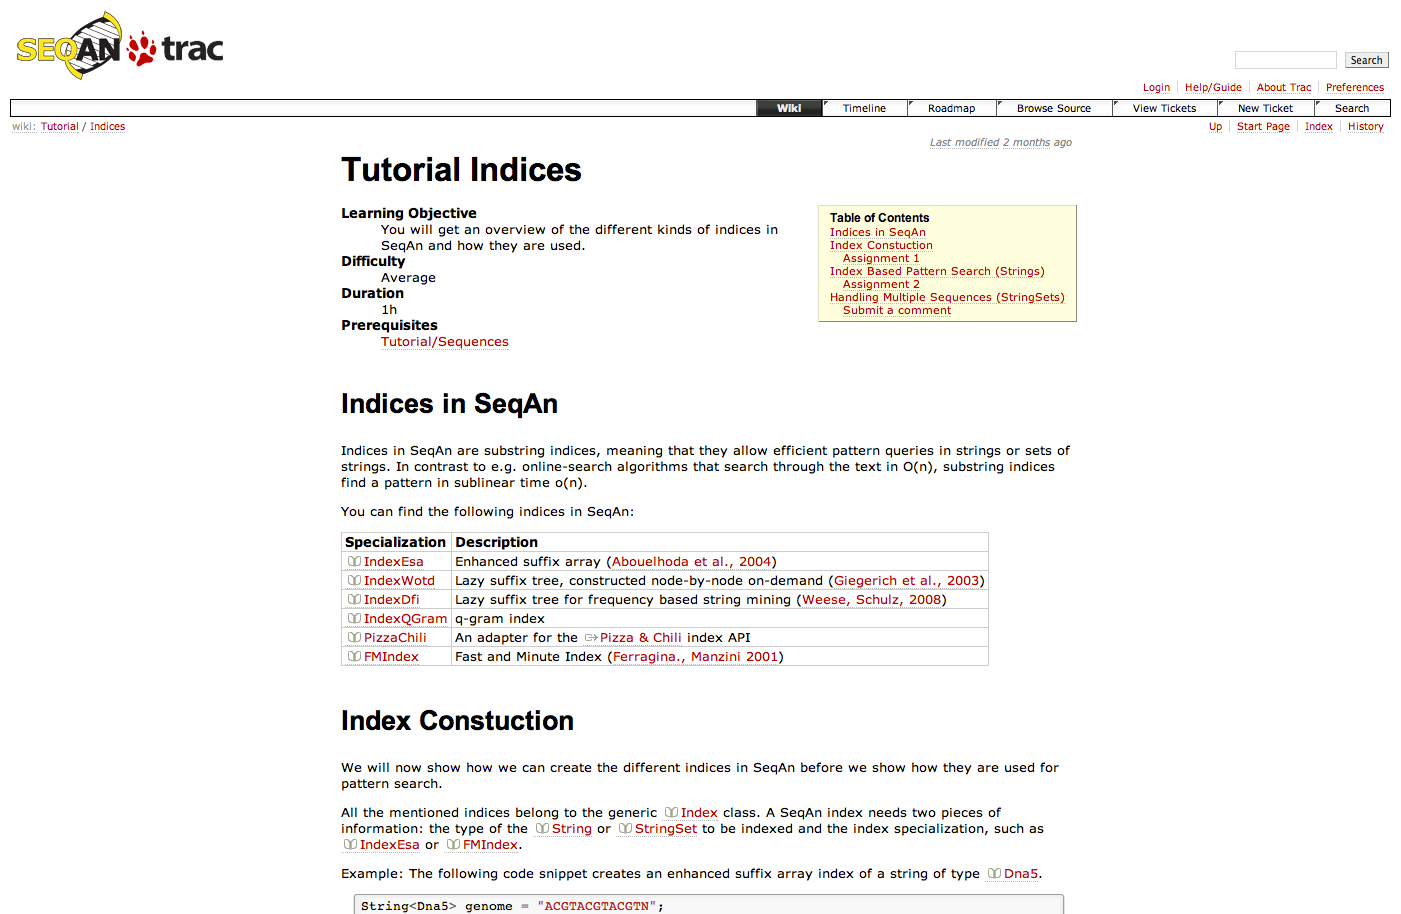 SEQAN trac
Search
Login Help/Guide About Trac Preferences
Wiki Timeline Roadmap Browse Source View Tickets New Ticket Search
wiki: Tutorial / Indices
Up Start Page Index History
Last modified 2 months ago
Tutorial Indices
Learning Objective
You will get an overview of the different kinds of indices in
SeqAn and how they are used.
Difficulty
Average
Duration
1h
Prerequisites
Tutorial/Sequences
Table of Contents
Indices in SeqAn
Index Constuction
Assignment 1
Index Based Pattern Search (Strings)
Assignment 2
Handling Multiple Sequences (StringSets)
Submit a comment
Indices in SeqAn
Indices in SeqAn are substring indices, meaning that they allow efficient pattern queries in strings or sets of
strings. In contrast to e.g. online-search algorithms that search through the text in O(n), substring indices
find a pattern in sublinear time o(n).
You can find the following indices in SeqAn:
Specialization Description
IndexEsa Enhanced suffix array (Abouelhoda et al., 2004)
IndexWotd Lazy suffix tree, constructed node-by-node on-demand (Giegerich et al., 2003)
IndexDfi Lazy suffix tree for frequency based string mining (Weese, Schulz, 2008)
IndexQGram q-gram index
PizzaChili An adapter for the Pizza & Chili index API
FMIndex Fast and Minute Index (Ferragina., Manzini 2001)
Index Constuction
We will now show how we can create the different indices in SeqAn before we show how they are used for
pattern search.
All the mentioned indices belong to the generic Index class. A SeqAn index needs two pieces of
information: the type of the String or StringSet to be indexed and the index specialization, such as
IndexEsa or FMIndex.
Example: The following code snippet creates an enhanced suffix array index of a string of type Dna5.
String<Dna5> genome = "ACGTACGTACGTN";